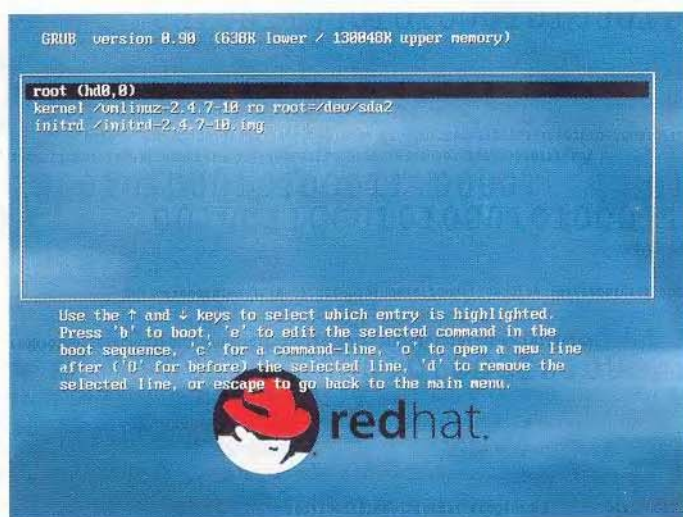 GRUB version 0.90 (638K lower / 130048K upper memory)
root (hd0,0)
kernel /vmlinuz-2.4.7-10 ro root=/dev/sda2
initrd /initrd-2.4.7-10.img
Use the ↑ and ↓ keys to select which entry is highlighted.
Press 'b' to boot, 'e' to edit the selected command in the
boot sequence, 'c' for a command-line, 'o' to open a new line
after ('O' for before) the selected line, 'd' to remove the
selected line, or escape to go back to the main menu.
redhat.